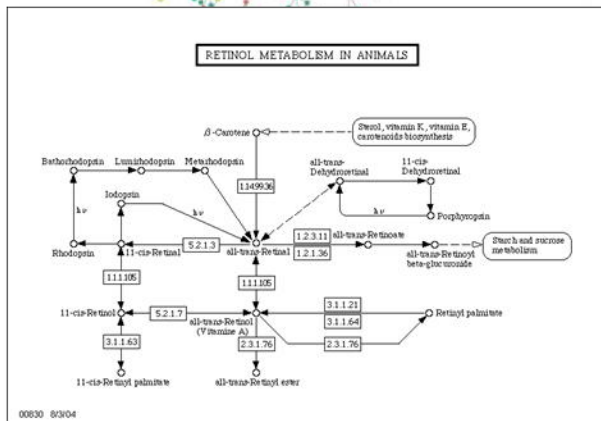 RETINOL METABOLISM IN ANIMALS
β-Carotene
Sterol, vitamin K, vitamin E,
carotenoids biosynthesis
Bathorhodopsin
Lumirhodopsin
Metarhodopsin
all-trans-
Dehydroretinal
11-cis-
Dehydroretinal
1.14.99.36
Iodopsin
hν
hν
hν
Porphyropsin
Rhodopsin
11-cis-Retinal
5.2.1.3
all-trans-Retinal
1.2.3.11
1.2.1.36
all-trans-Retinoate
all-trans-Retinoyl
beta-glucuronide
Starch and sucrose
metabolism
1.1.1.105
1.1.1.105
11-cis-Retinol
5.2.1.7
all-trans-Retinol
(Vitamine A)
3.1.1.21
3.1.1.64
Retinyl palmitate
3.1.1.63
2.3.1.76
2.3.1.76
11-cis-Retinyl palmitate
all-trans-Retinyl ester
00830 8/3/04